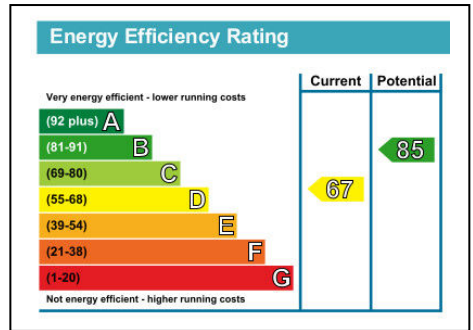 Energy Efficiency Rating
Current Potential
Very energy efficient - lower running costs
(92 plus) A
(81-91) B
(69-80) C
(55-68) D
(39-54) E
(21-38) F
(1-20) G
67
85
Not energy efficient - higher running costs